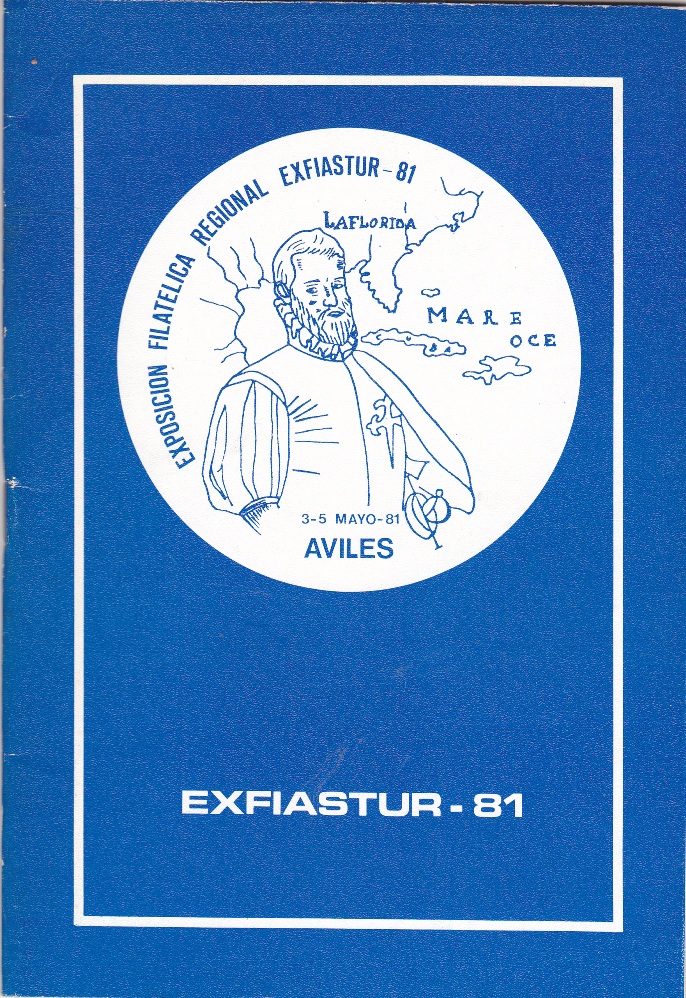 EXPOSICION FILATELICA REGIONAL EXFIASTUR-81
LAFLORIDA
MARE
OCE
3-5 MAYO-81
AVILES
EXFIASTUR-81